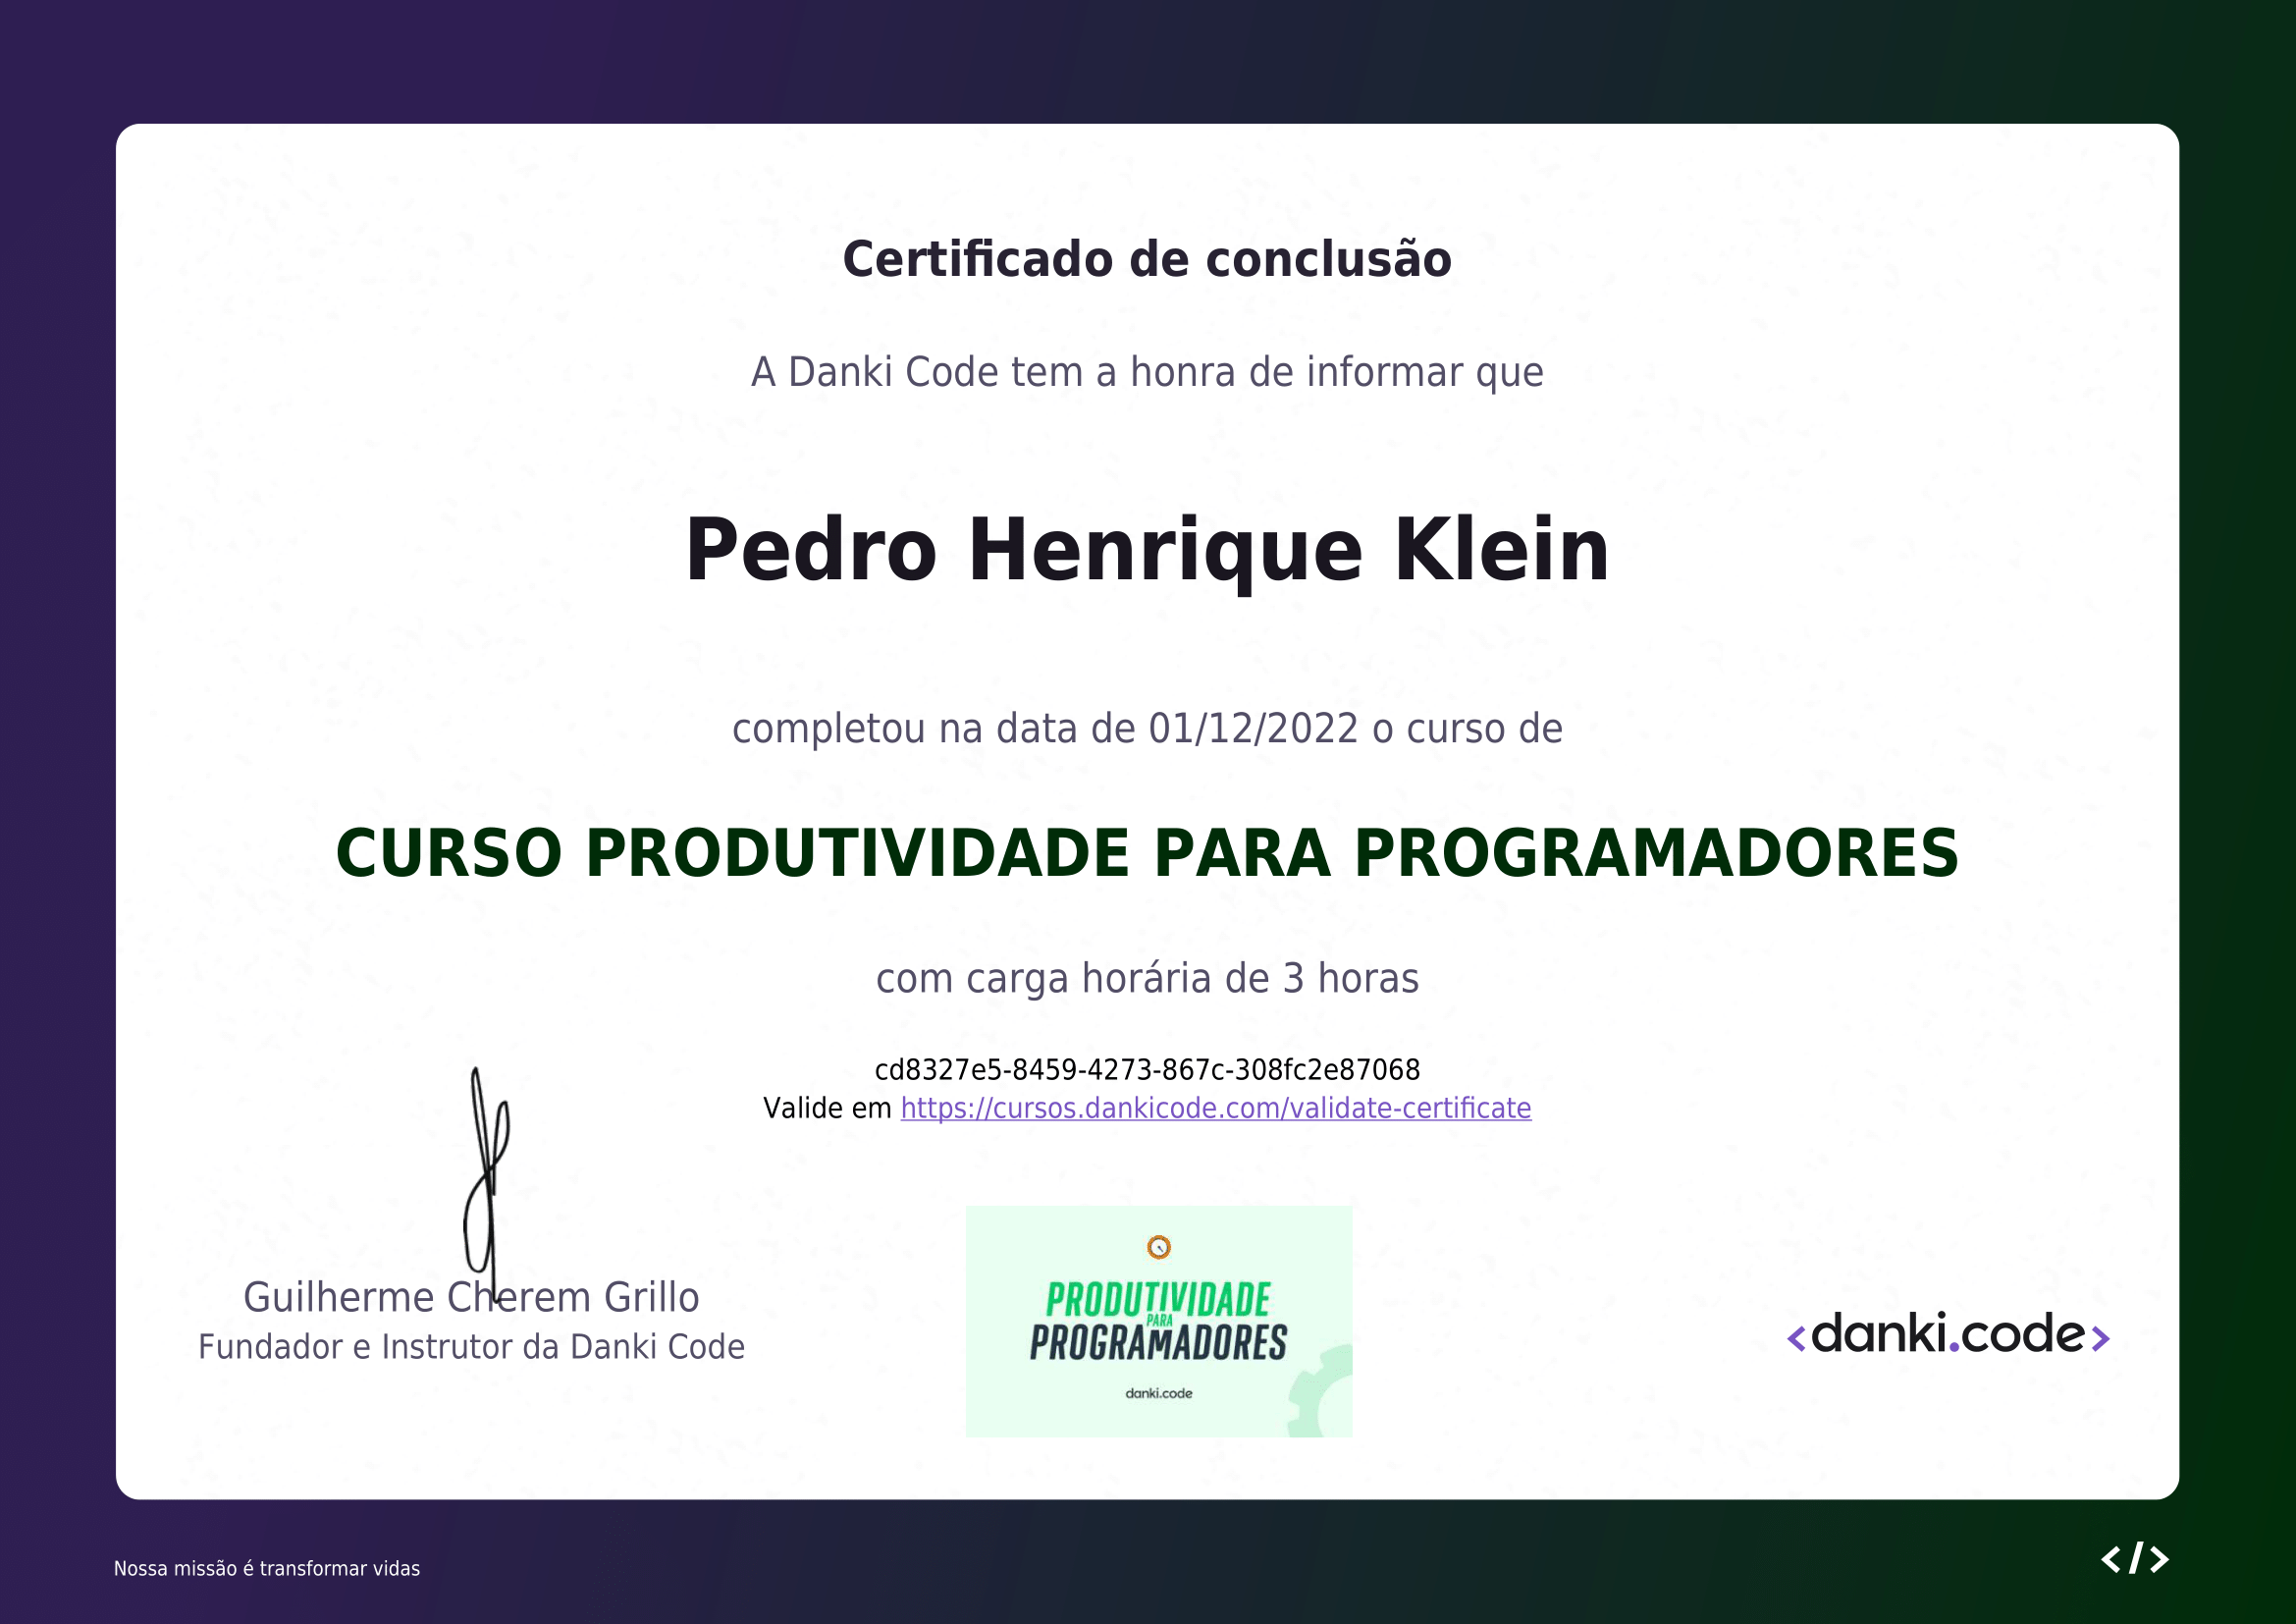 Certificado de conclusão
A Danki Code tem a honra de informar que
Pedro Henrique Klein
completou na data de 01/12/2022 o curso de
CURSO PRODUTIVIDADE PARA PROGRAMADORES
com carga horária de 3 horas
cd8327e5-8459-4273-867c-308fc2e87068
Valide em https://cursos.dankicode.com/validate-certificate
Guilherme Cherem Grillo
Fundador e Instrutor da Danki Code
PRODUTIVIDADE
PARA
PROGRAMADORES
danki.code
<danki.code>
Nossa missão é transformar vidas
</>